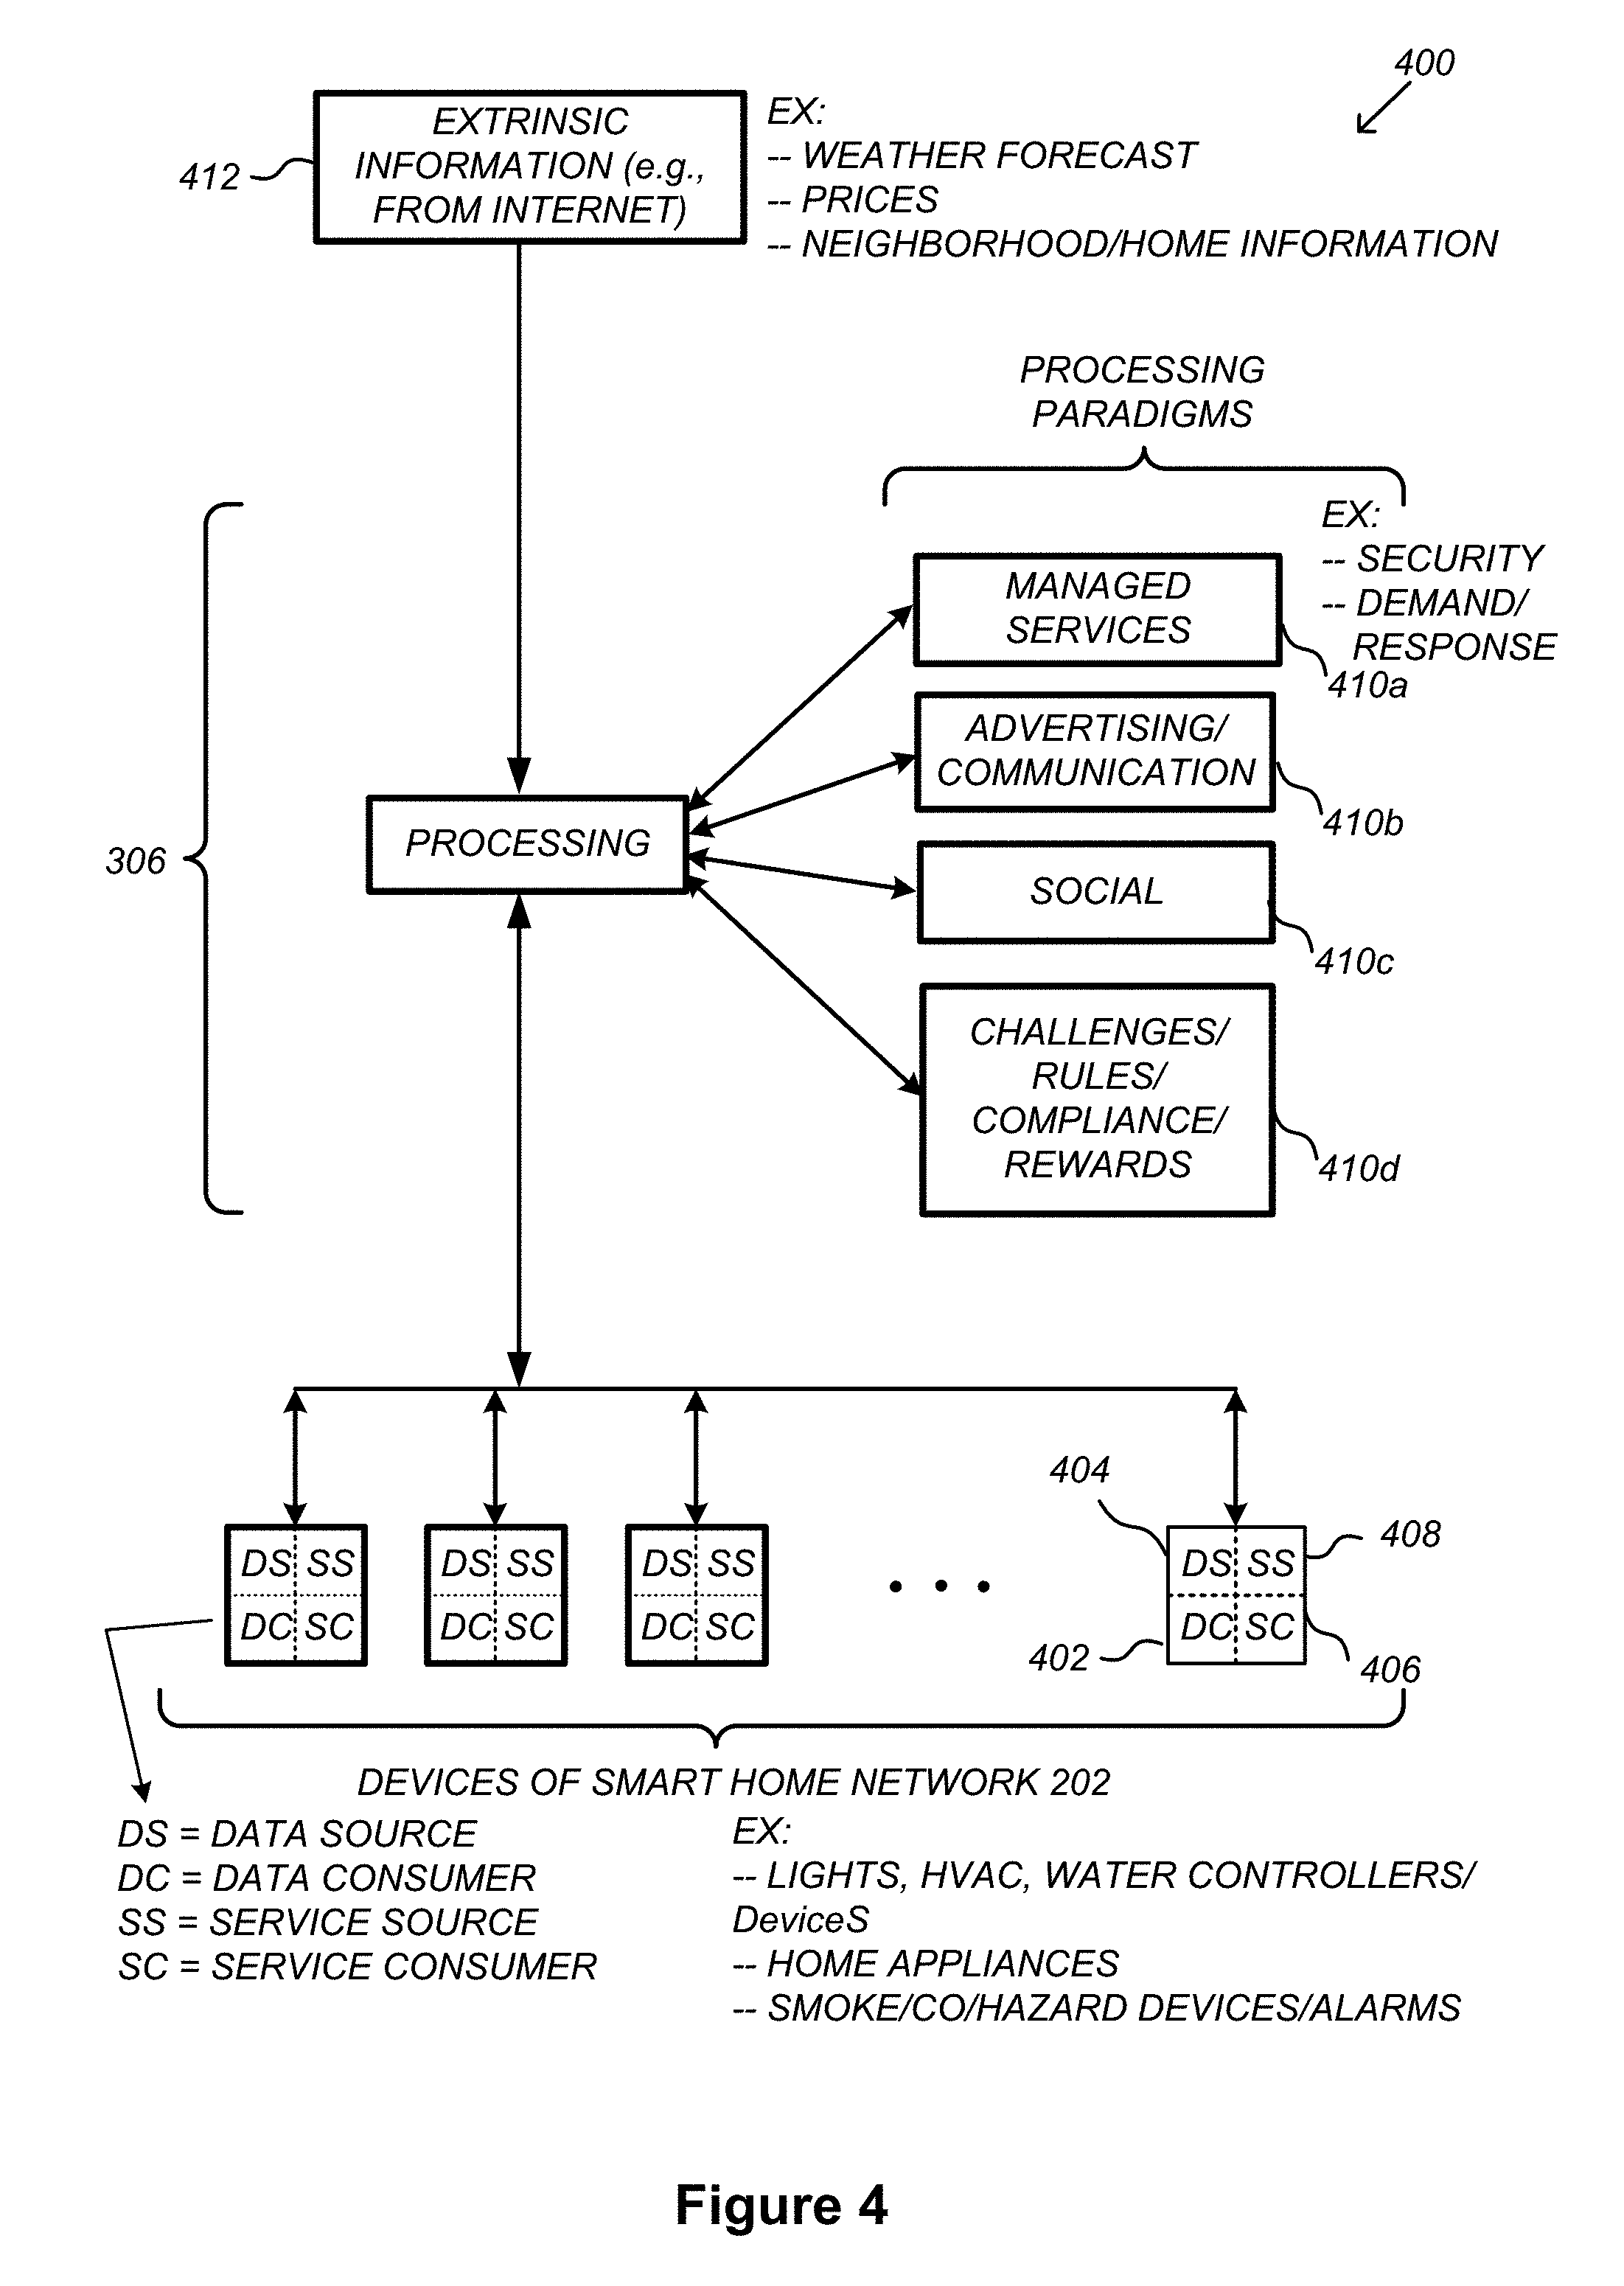 400
EXTRINSIC
INFORMATION (e.g.,
FROM INTERNET)
412
EX:
-- WEATHER FORECAST
-- PRICES
-- NEIGHBORHOOD/HOME INFORMATION
PROCESSING
PARADIGMS
EX:
-- SECURITY
-- DEMAND/
RESPONSE
MANAGED
SERVICES
410a
ADVERTISING/
COMMUNICATION
410b
306
PROCESSING
SOCIAL
410c
CHALLENGES/
RULES/
COMPLIANCE/
REWARDS
410d
404
408
DS SS
DC SC
DS SS
DC SC
DS SS
DC SC
DS SS
DC SC
402
406
DEVICES OF SMART HOME NETWORK 202
DS = DATA SOURCE
DC = DATA CONSUMER
SS = SERVICE SOURCE
SC = SERVICE CONSUMER
EX:
-- LIGHTS, HVAC, WATER CONTROLLERS/
DeviceS
-- HOME APPLIANCES
-- SMOKE/CO/HAZARD DEVICES/ALARMS
Figure 4